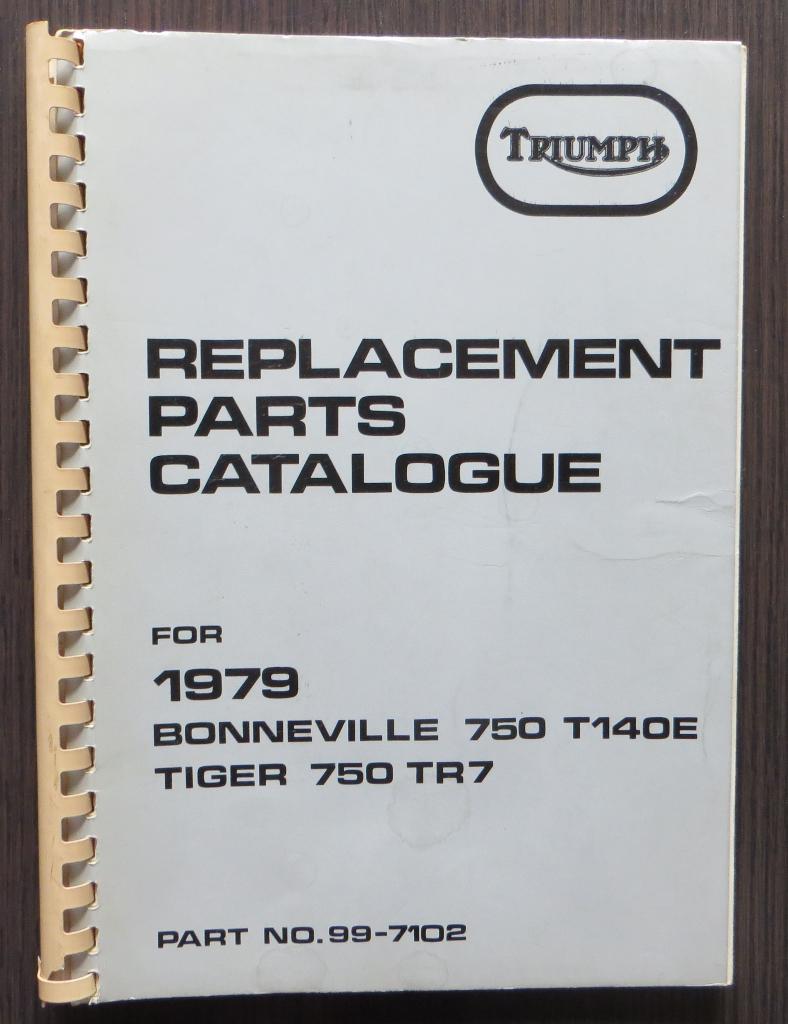 TRIUMPH
REPLACEMENT
PARTS
CATALOGUE
FOR
1979
BONNEVILLE 750 T140E
TIGER 750 TR7
PART NO. 99-7102